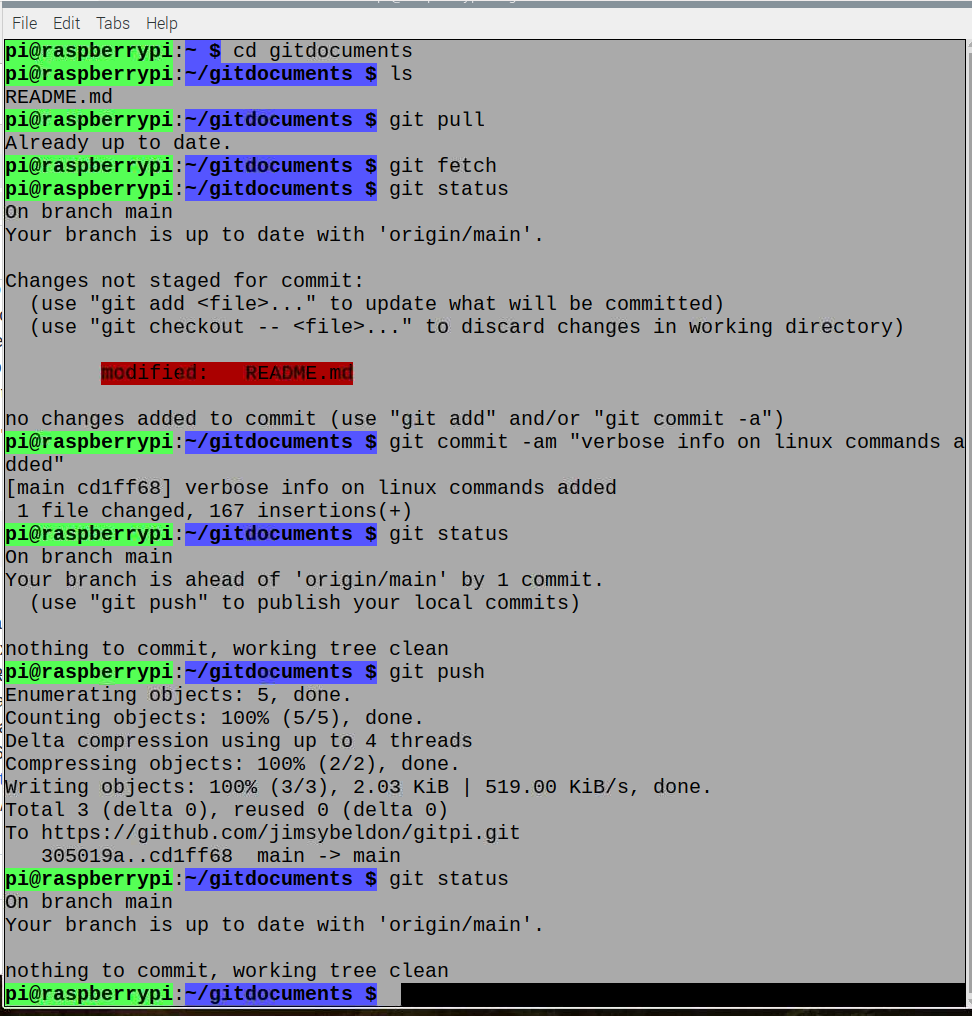 File Edit Tabs Help
pi@raspberrypi:~ $ cd gitdocuments
pi@raspberrypi:~/gitdocuments $ ls
README.md
pi@raspberrypi:~/gitdocuments $ git pull
Already up to date.
pi@raspberrypi:~/gitdocuments $ git fetch
pi@raspberrypi:~/gitdocuments $ git status
On branch main
Your branch is up to date with 'origin/main'.

Changes not staged for commit:
  (use "git add <file>..." to update what will be committed)
  (use "git checkout -- <file>..." to discard changes in working directory)

        modified:   README.md

no changes added to commit (use "git add" and/or "git commit -a")
pi@raspberrypi:~/gitdocuments $ git commit -am "verbose info on linux commands a
dded"
[main cd1ff68] verbose info on linux commands added
 1 file changed, 167 insertions(+)
pi@raspberrypi:~/gitdocuments $ git status
On branch main
Your branch is ahead of 'origin/main' by 1 commit.
  (use "git push" to publish your local commits)

nothing to commit, working tree clean
pi@raspberrypi:~/gitdocuments $ git push
Enumerating objects: 5, done.
Counting objects: 100% (5/5), done.
Delta compression using up to 4 threads
Compressing objects: 100% (2/2), done.
Writing objects: 100% (3/3), 2.03 KiB | 519.00 KiB/s, done.
Total 3 (delta 0), reused 0 (delta 0)
To https://github.com/jimsybeldon/gitpi.git
   305019a..cd1ff68  main -> main
pi@raspberrypi:~/gitdocuments $ git status
On branch main
Your branch is up to date with 'origin/main'.

nothing to commit, working tree clean
pi@raspberrypi:~/gitdocuments $